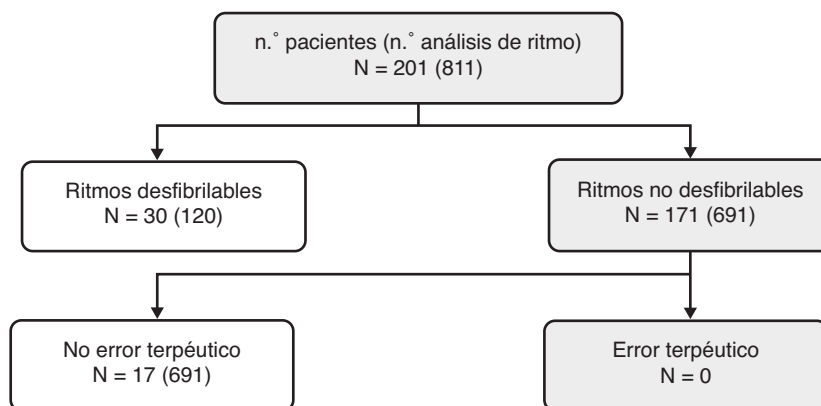 n.° pacientes (n.° análisis de ritmo)
N = 201 (811)
Ritmos desfibrilables
N = 30 (120)
Ritmos no desfibrilables
N = 171 (691)
No error terpéutico
N = 17 (691)
Error terpéutico
N = 0